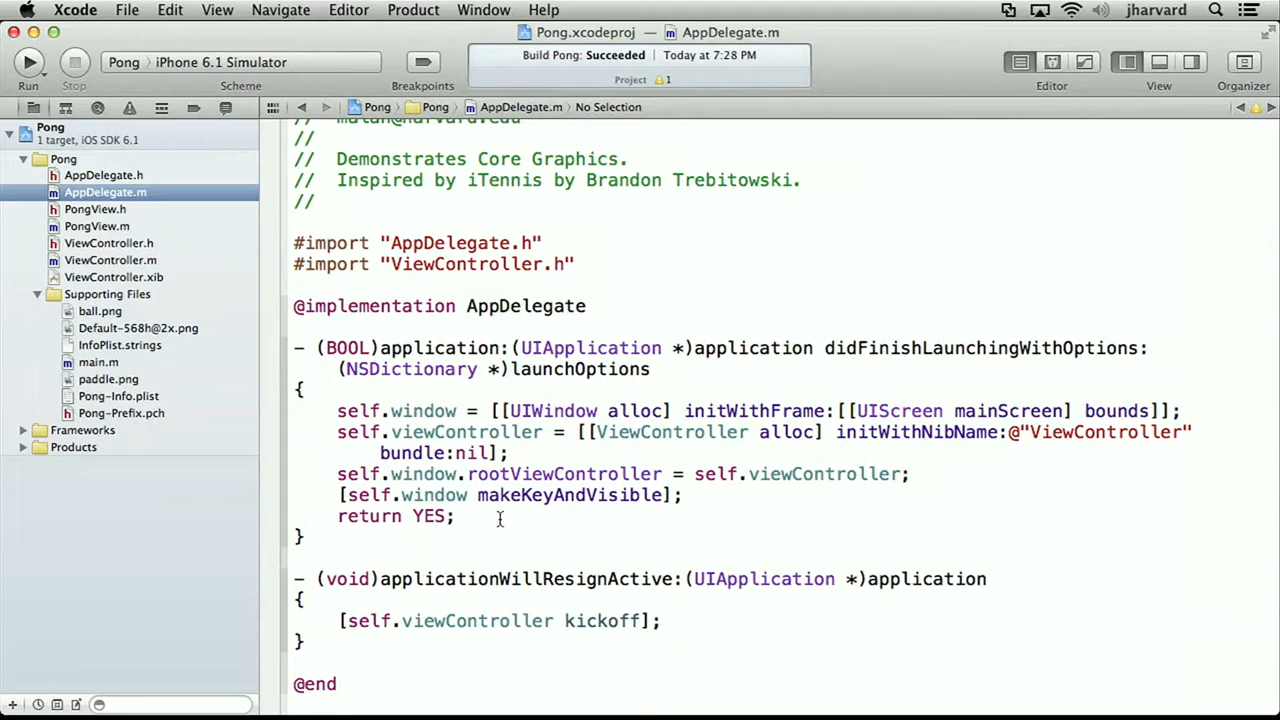 Xcode File Edit View Navigate Editor Product Window Help jharvard
Pong.xcodeproj — AppDelegate.m
Pong › iPhone 6.1 Simulator
Build Pong: Succeeded | Today at 7:28 PM
Project 1
Run Stop Scheme Breakpoints Editor View Organizer
Pong › Pong › AppDelegate.m › No Selection
Pong
1 target, iOS SDK 6.1
Pong
AppDelegate.h
AppDelegate.m
PongView.h
PongView.m
ViewController.h
ViewController.m
ViewController.xib
Supporting Files
ball.png
Default-568h@2x.png
InfoPlist.strings
main.m
paddle.png
Pong-Info.plist
Pong-Prefix.pch
Frameworks
Products
// malan@harvard.edu
//
// Demonstrates Core Graphics.
// Inspired by iTennis by Brandon Trebitowski.
//
#import "AppDelegate.h"
#import "ViewController.h"
@implementation AppDelegate
- (BOOL)application:(UIApplication *)application didFinishLaunchingWithOptions:
(NSDictionary *)launchOptions
{
self.window = [[UIWindow alloc] initWithFrame:[[UIScreen mainScreen] bounds]];
self.viewController = [[ViewController alloc] initWithNibName:@"ViewController"
bundle:nil];
self.window.rootViewController = self.viewController;
[self.window makeKeyAndVisible];
return YES;
}
- (void)applicationWillResignActive:(UIApplication *)application
{
[self.viewController kickoff];
}
@end